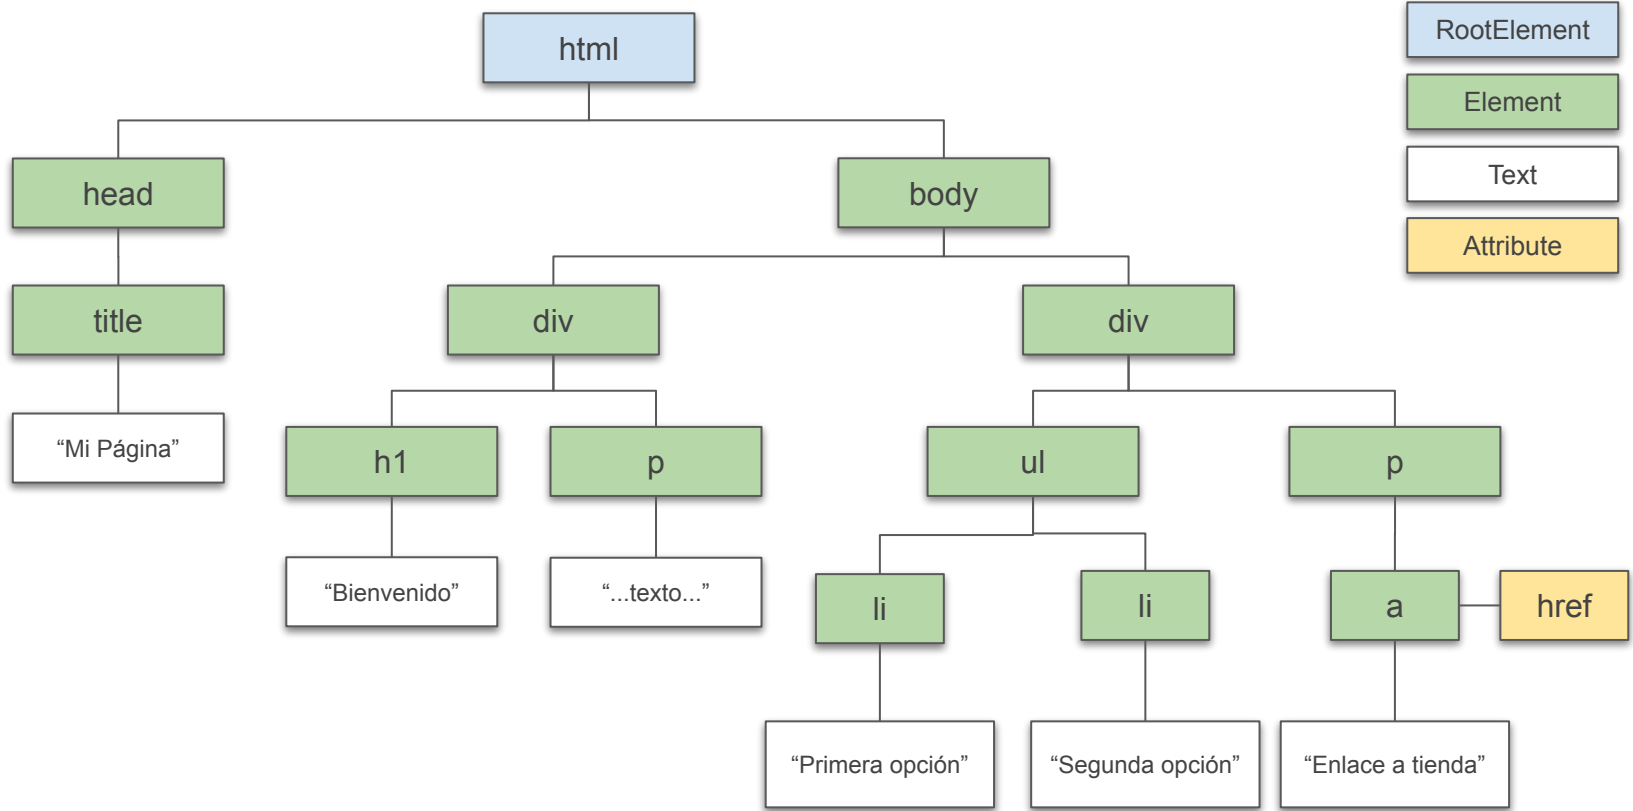 html
RootElement
Element
Text
Attribute
head
body
title
div
div
“Mi Página”
h1
p
ul
p
“Bienvenido”
“...texto...”
li
li
a
href
“Primera opción”
“Segunda opción”
“Enlace a tienda”